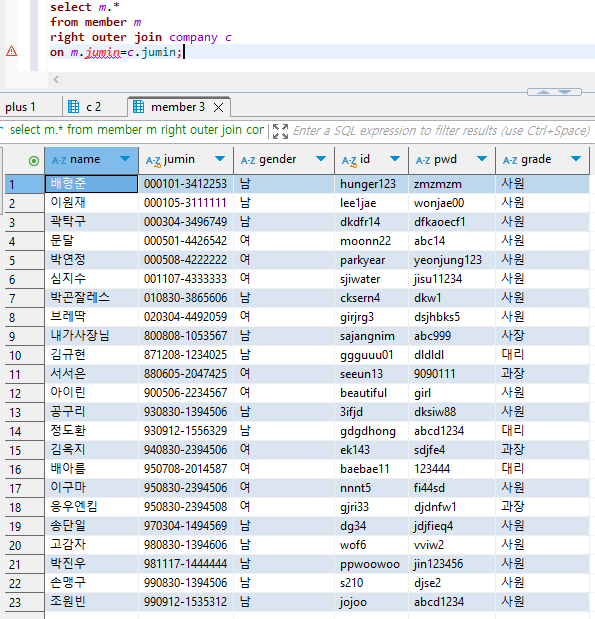 select m.*
from member m
right outer join company c
on m.jumin=c.jumin;
plus 1 c 2 member 3
select m.* from member m right outer join cor Enter a SQL expression to filter results (use Ctrl+Space)
A-Z name A-Z jumin A-Z gender A-Z id A-Z pwd A-Z grade
1 배형준 000101-3412253 남 hunger123 zmzmzm 사원
2 이원재 000105-3111111 남 lee1jae wonjae00 사원
3 곽탁구 000304-3496749 남 dkdfr14 dfkaoecf1 사원
4 문달 000501-4426542 여 moonn22 abc14 사원
5 박연정 000508-4222222 여 parkyear yeonjung123 사원
6 심지수 001107-4333333 여 sjiwater jisu11234 사원
7 박곤잘레스 010830-3865606 남 cksern4 dkw1 사원
8 브레딱 020304-4492059 여 girjrg3 dsjhbks5 사원
9 내가사장님 800808-1053567 남 sajangnim abc999 사장
10 김규현 871208-1234025 남 ggguuu01 dldldl 대리
11 서서은 880605-2047425 여 seeun13 9090111 과장
12 아이린 900506-2234567 여 beautiful girl 사원
13 공구리 930830-1394506 남 3ifjd dksiw88 사원
14 정도환 930912-1556329 남 gdgdhong abcd1234 대리
15 김옥지 940830-2394506 여 ek143 sdjfe4 과장
16 배아름 950708-2014587 여 baebae11 123444 대리
17 이구마 950830-2394506 여 nnnt5 fi44sd 사원
18 응우엔킴 950830-2394508 여 gjri33 djdnfw1 과장
19 송단일 970304-1494569 남 dg34 jdjfieq4 사원
20 고감자 980830-1394606 남 wof6 vviw2 사원
21 박진우 981117-1444444 남 ppwoowoo jin123456 사원
22 손맹구 990830-1394506 남 s210 djse2 사원
23 조원빈 990912-1535312 남 jojoo abcd1234 사원